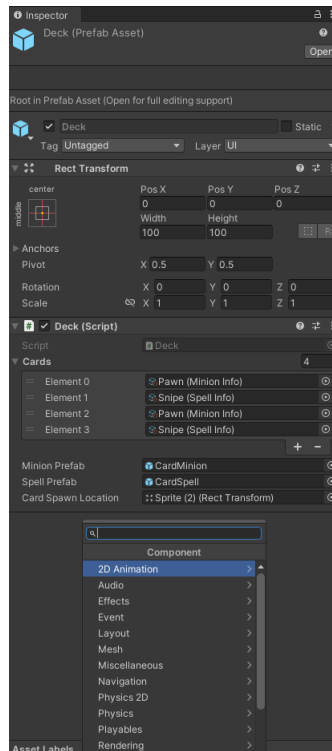 Inspector
Deck (Prefab Asset)
Open
Root in Prefab Asset (Open for full editing support)
Deck Static
Tag Untagged Layer UI
Rect Transform
center Pos X Pos Y Pos Z
middle 0 0 0
Width Height
100 100 R
Anchors
Pivot X 0.5 Y 0.5
Rotation X 0 Y 0 Z 0
Scale X 1 Y 1 Z 1
# Deck (Script)
Script Deck
Cards 4
Element 0 Pawn (Minion Info)
Element 1 Snipe (Spell Info)
Element 2 Pawn (Minion Info)
Element 3 Snipe (Spell Info)
+ -
Minion Prefab CardMinion
Spell Prefab CardSpell
Card Spawn Location Sprite (2) (Rect Transform)
Component
2D Animation
Audio
Effects
Event
Layout
Mesh
Miscellaneous
Navigation
Physics 2D
Physics
Playables
Rendering
Asset Labels